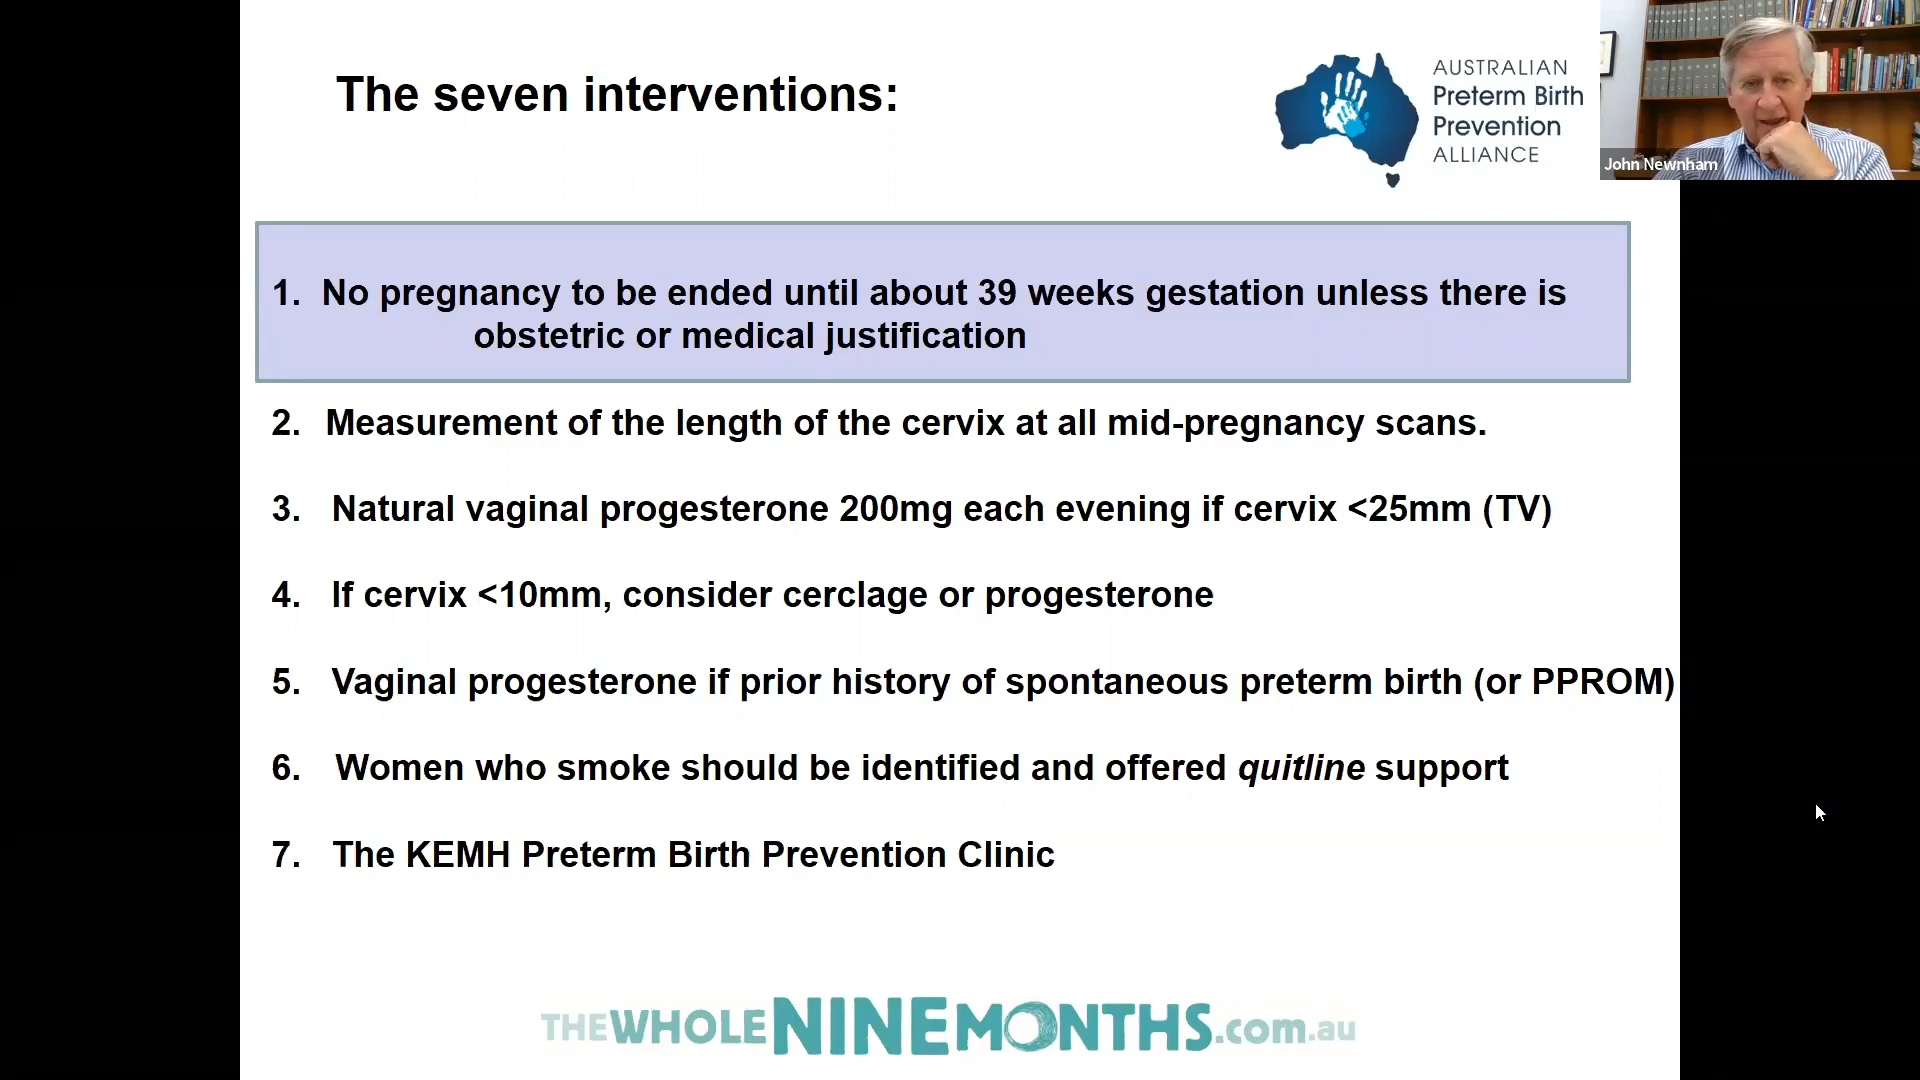 The seven interventions:
AUSTRALIAN
Preterm Birth
Prevention
ALLIANCE
John Newnham
1. No pregnancy to be ended until about 39 weeks gestation unless there is
obstetric or medical justification
2. Measurement of the length of the cervix at all mid-pregnancy scans.
3. Natural vaginal progesterone 200mg each evening if cervix <25mm (TV)
4. If cervix <10mm, consider cerclage or progesterone
5. Vaginal progesterone if prior history of spontaneous preterm birth (or PPROM)
6. Women who smoke should be identified and offered quitline support
7. The KEMH Preterm Birth Prevention Clinic
THEWHOLENINEMONTHS.com.au